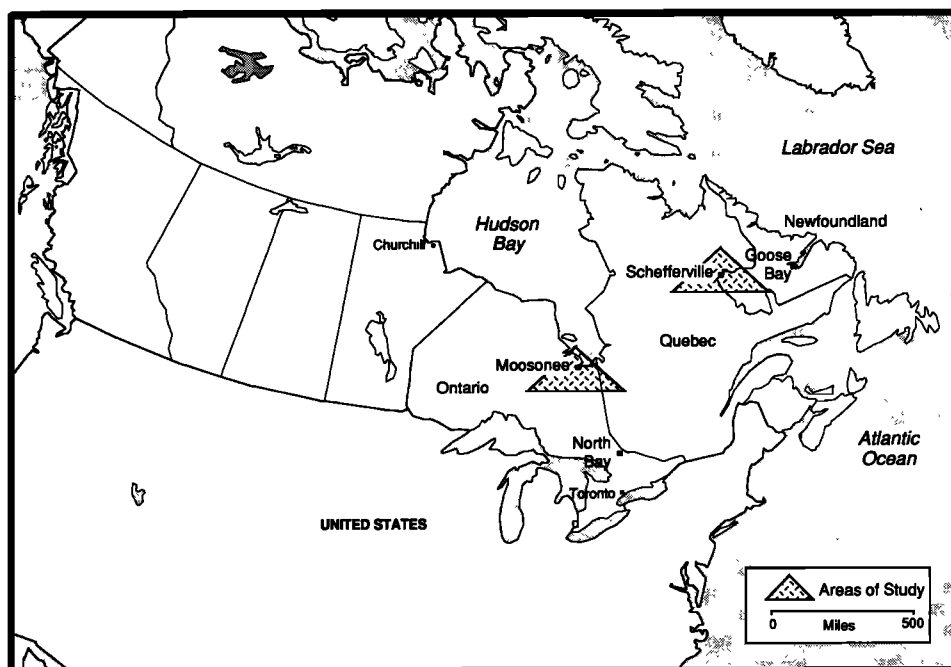 Labrador Sea
Newfoundland
Hudson
Bay
Churchill
Goose
Bay
Schefferville
Quebec
Moosonee
Ontario
Atlantic
Ocean
North
Bay
Toronto
UNITED STATES
Areas of Study
0 Miles 500